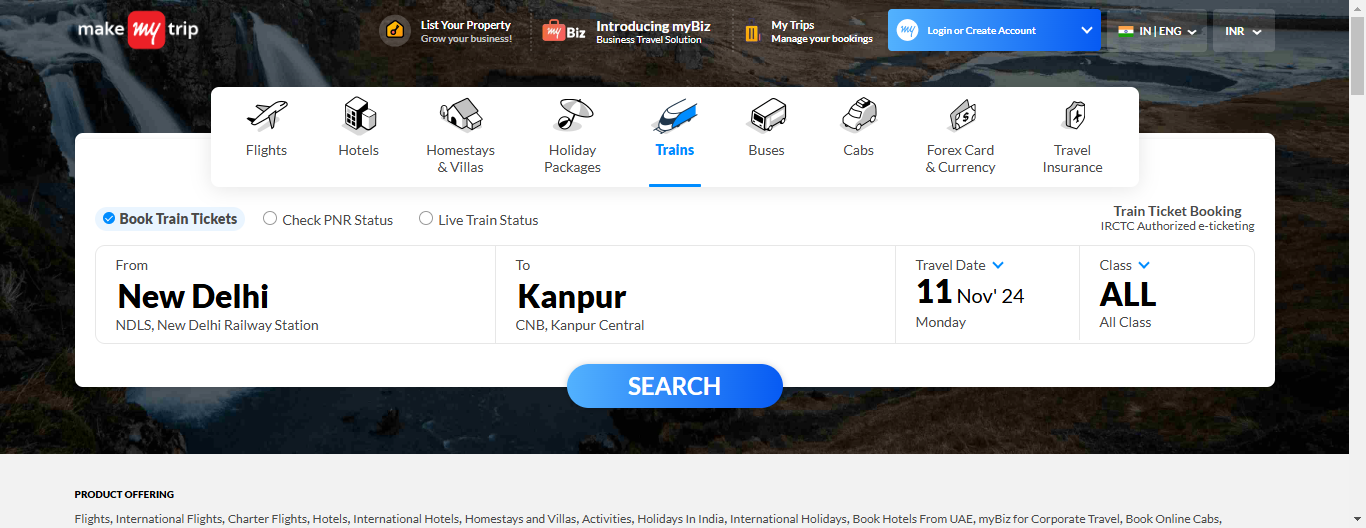 make my trip
List Your Property
Grow your business!
my Biz
Introducing myBiz
Business Travel Solution
My Trips
Manage your bookings
my
Login or Create Account
IN | ENG
INR
Flights
Hotels
Homestays
& Villas
Holiday
Packages
Trains
Buses
Cabs
Forex Card
& Currency
Travel
Insurance
Book Train Tickets
Check PNR Status
Live Train Status
Train Ticket Booking
IRCTC Authorized e-ticketing
From
New Delhi
NDLS, New Delhi Railway Station
To
Kanpur
CNB, Kanpur Central
Travel Date
11 Nov' 24
Monday
Class
ALL
All Class
SEARCH
PRODUCT OFFERING
Flights, International Flights, Charter Flights, Hotels, International Hotels, Homestays and Villas, Activities, Holidays In India, International Holidays, Book Hotels From UAE, myBiz for Corporate Travel, Book Online Cabs,